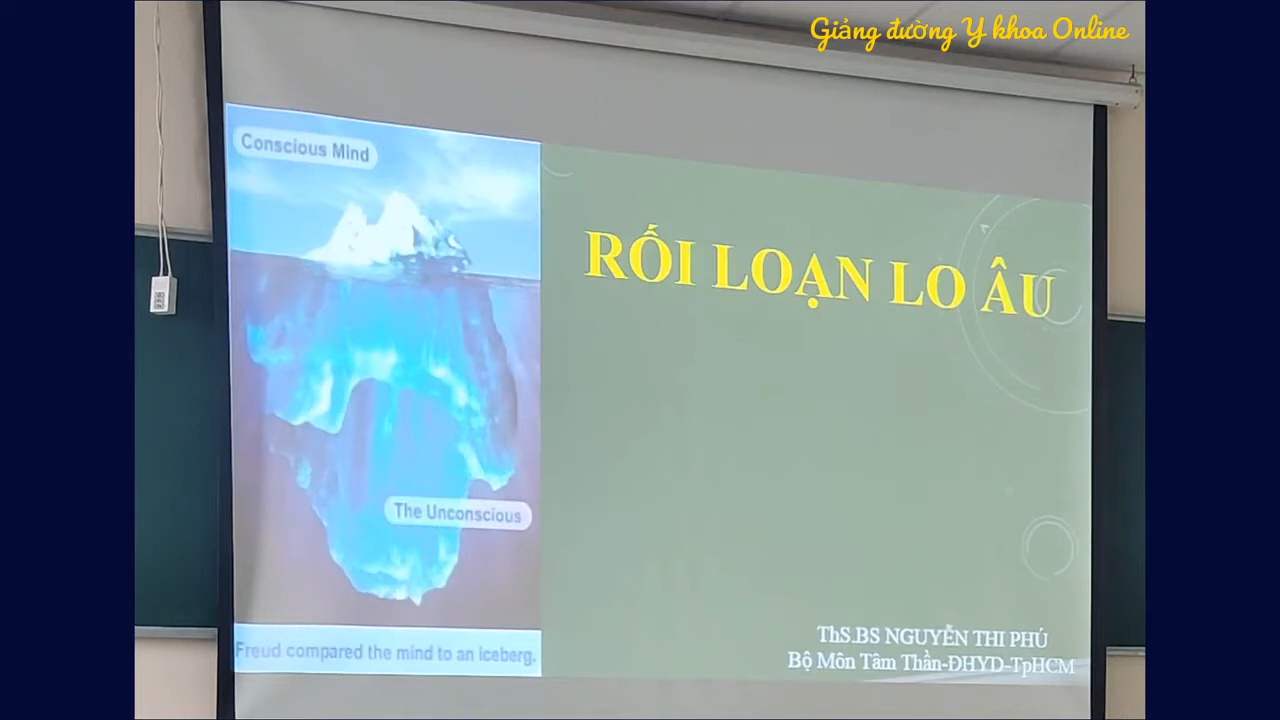 Giảng đường Y khoa Online
Conscious Mind
RỐI LOẠN LO ÂU
The Unconscious
Freud compared the mind to an iceberg.
ThS.BS NGUYỄN THI PHÚ
Bộ Môn Tâm Thần-ĐHYD-TpHCM